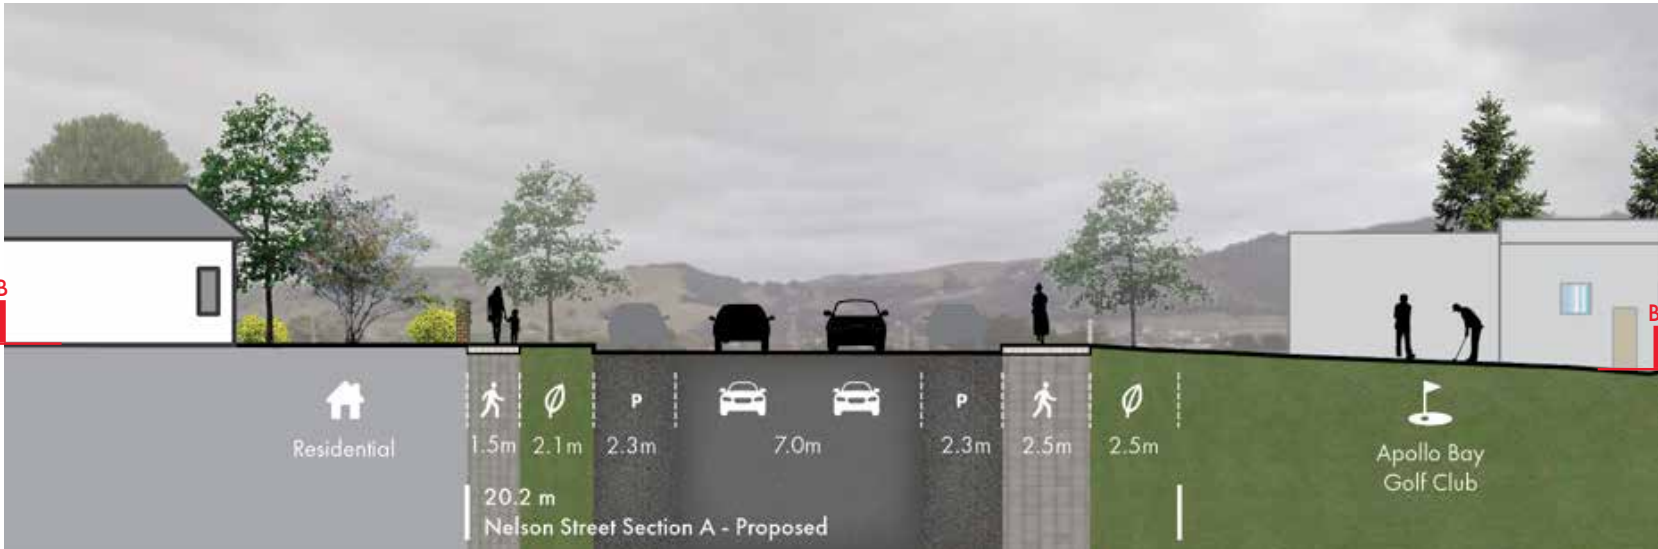 B
B
P
P
Residential
1.5m 2.1m 2.3m 7.0m 2.3m 2.5m 2.5m
Apollo Bay
Golf Club
20.2 m
Nelson Street Section A - Proposed